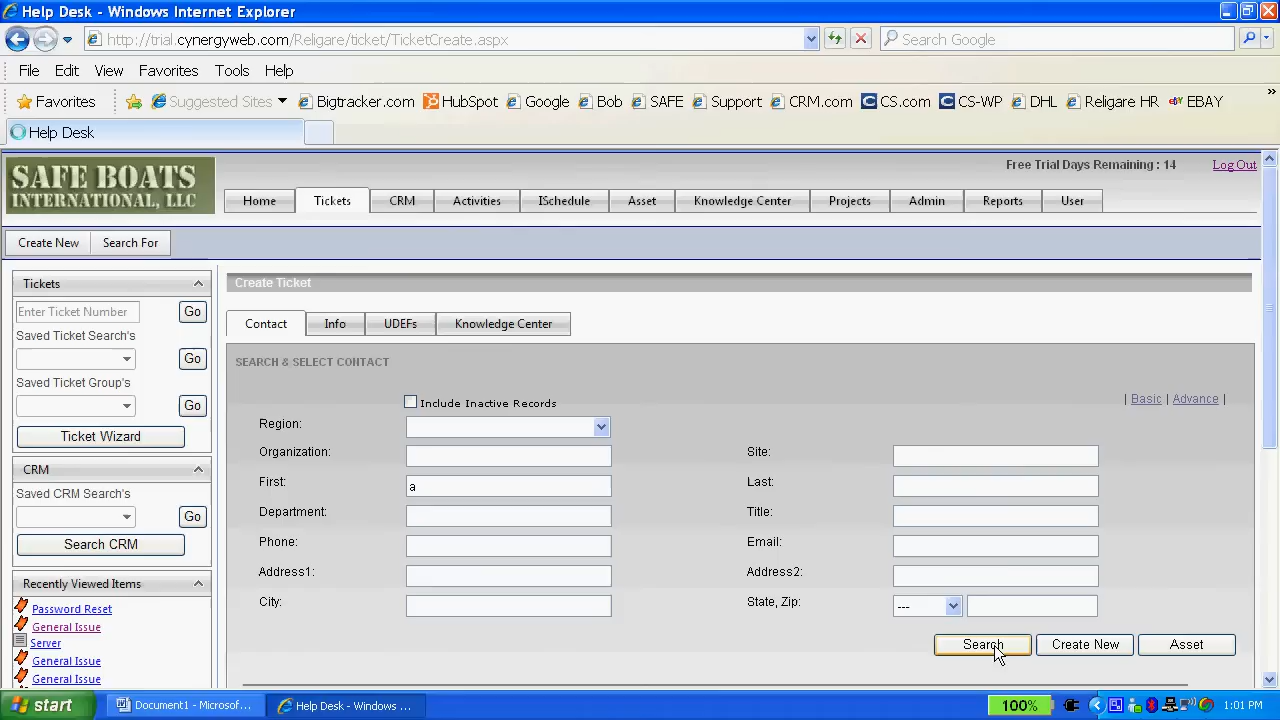 Help Desk - Windows Internet Explorer
http://trial.cynergyweb.com/Religare/ticket/TicketCreate.aspx
Search Google
File Edit View Favorites Tools Help
Favorites Suggested Sites Bigtracker.com HubSpot Google Bob SAFE Support CRM.com CS.com CS-WP DHL Religare HR EBAY
Help Desk
SAFE BOATS
INTERNATIONAL, LLC
Free Trial Days Remaining : 14 Log Out
Home Tickets CRM Activities ISchedule Asset Knowledge Center Projects Admin Reports User
Create New Search For
Tickets
Enter Ticket Number Go
Saved Ticket Search's
Go
Saved Ticket Group's
Go
Ticket Wizard
CRM
Saved CRM Search's
Go
Search CRM
Recently Viewed Items
Password Reset
General Issue
Server
General Issue
General Issue
Create Ticket
Contact Info UDEFs Knowledge Center
SEARCH & SELECT CONTACT
Include Inactive Records | Basic | Advance |
Region:
Organization: Site:
First: a Last:
Department: Title:
Phone: Email:
Address1: Address2:
City: State, Zip: ---
Search Create New Asset
start Document1 - Microsof... Help Desk - Windows ... 100% 1:01 PM